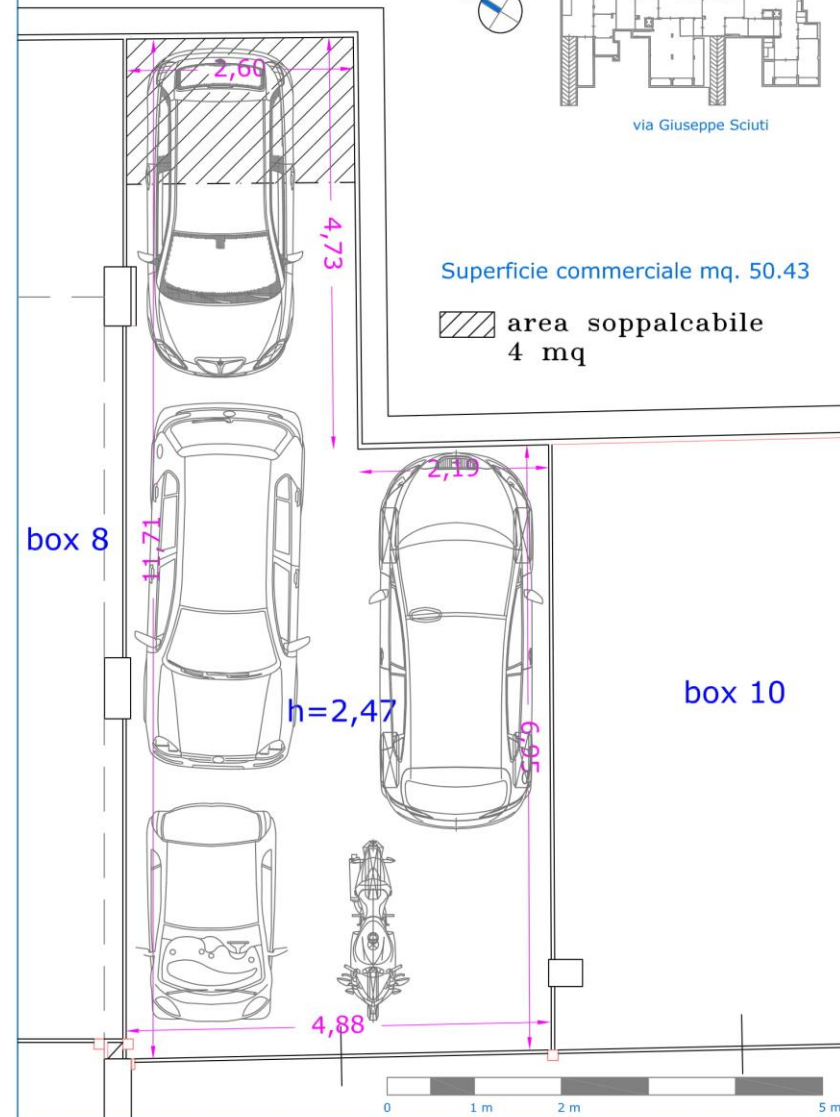 via Giuseppe Sciuti
2,60
4,73
Superficie commerciale mq. 50.43
area soppalcabile
4 mq
2,19
box 8
11,71
box 10
h=2,47
6,95
4,88
0 1 m 2 m 5 m